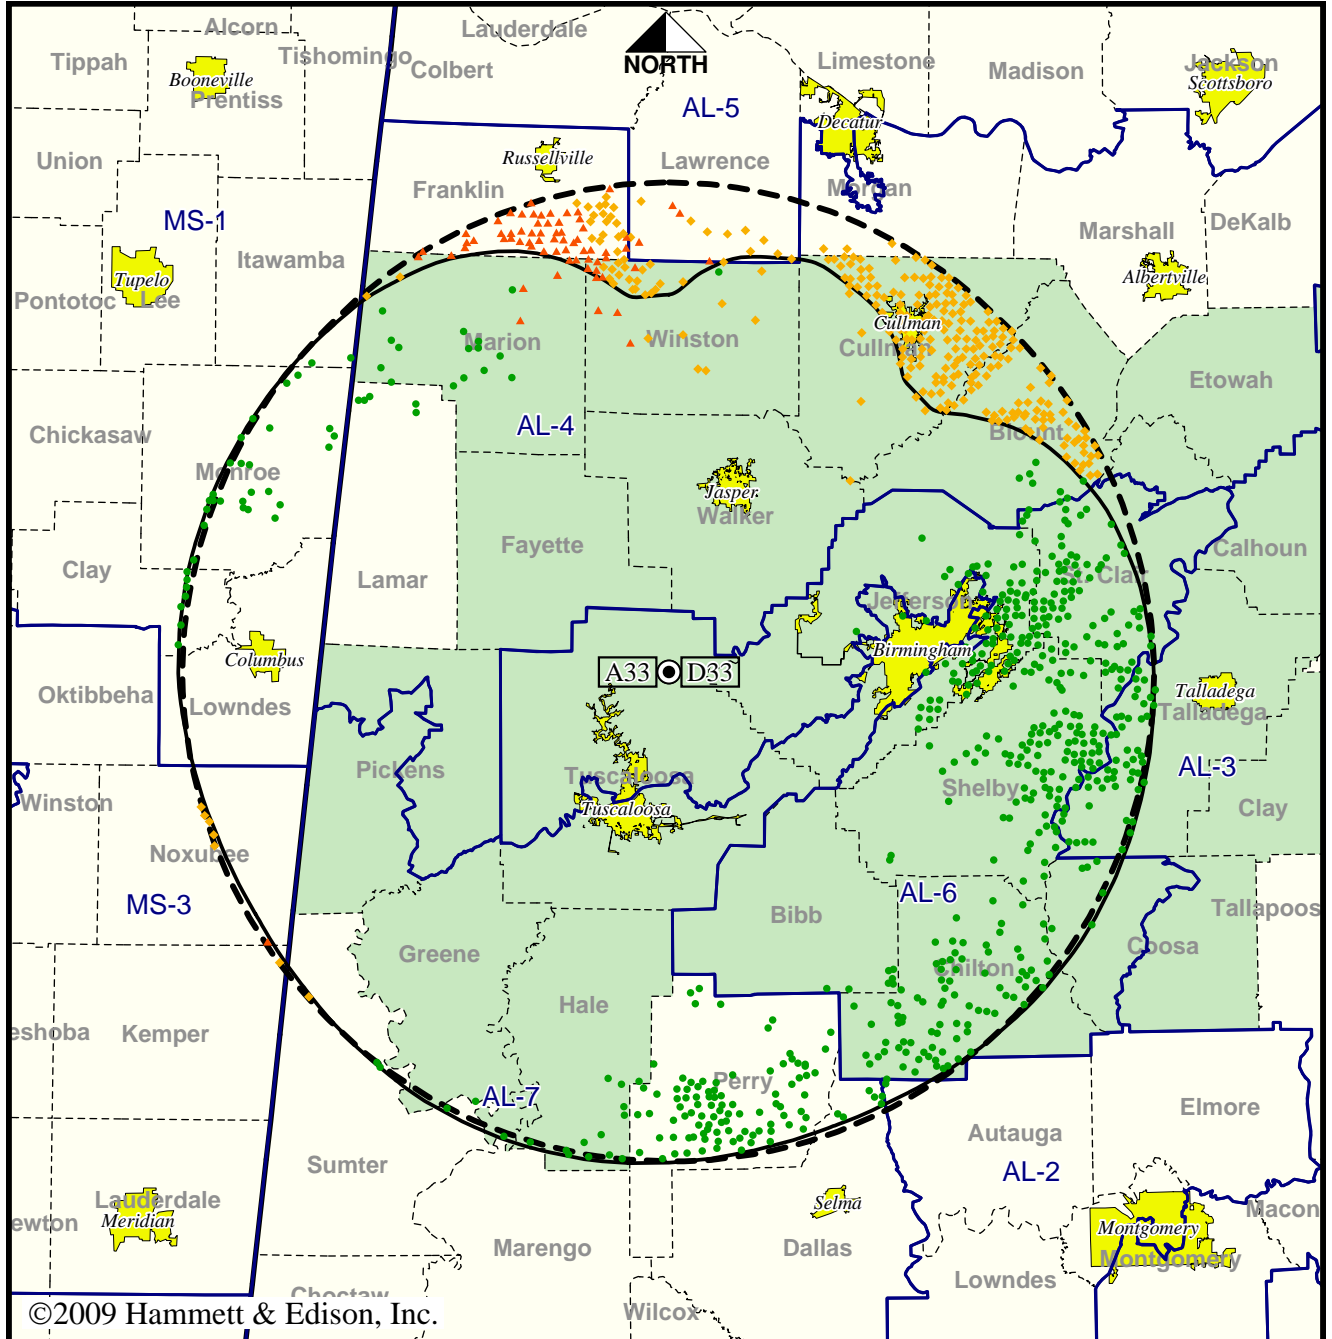 Alcorn
Lauderdale
Tippah
Tishomingo
Colbert
NORTH
Limestone
Madison
Jackson
Scottsboro
Booneville
Prentiss
AL-5
Decatur
Union
Russellville
Lawrence
Franklin
Morgan
MS-1
Marshall
DeKalb
Itawamba
Tupelo
Albertville
Pontotoc
Lee
Cullman
Marion
Winston
Cullman
Etowah
Chickasaw
AL-4
Blount
Monroe
Jasper
Walker
Fayette
Calhoun
Clay
Lamar
St. Clair
Jefferson
Birmingham
Columbus
A33
D33
Oktibbeha
Lowndes
Talladega
Talladega
Pickens
Tuscaloosa
AL-3
Shelby
Winston
Tuscaloosa
Clay
Noxubee
MS-3
AL-6
Bibb
Tallapoos
Greene
Coosa
Chilton
Hale
eshoba
Kemper
Perry
AL-7
Elmore
Autauga
Sumter
AL-2
Lauderdale
Selma
Macon
ewton
Meridian
Montgomery
Marengo
Dallas
Montgomery
Lowndes
Choctaw
Wilcox
©2009 Hammett & Edison, Inc.